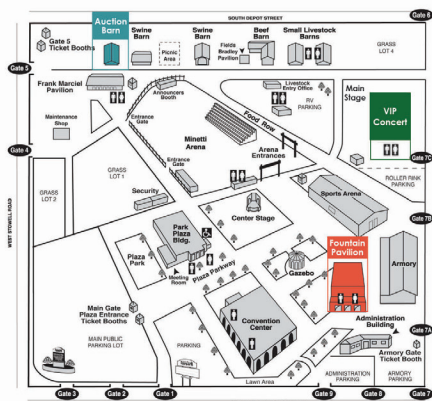 SOUTH DEPOT STREET
Gate 6
Auction
Barn
Gate 5
Ticket Booths
Swine
Barn
Picnic
Area
Swine
Barn
Fields
Bradley
Pavilion
Beef
Barn
Small Livestock
Barns
GRASS
LOT 4
Gate 5
Frank Marciel
Pavilion
Announcers
Booth
Livestock
Entry Office
RV
PARKING
Main
Stage
VIP
Concert
Maintenance
Shop
Entrance
Gate
Minetti
Arena
Food Row
Arena
Entrances
Gate 4
Gate 7C
GRASS
LOT 2
GRASS
LOT 1
Entrance
Gate
ROLLER RINK
PARKING
WEST STOWELL ROAD
Security
Sports Arena
Center Stage
Gate 7B
Park
Plaza
Bldg.
Plaza
Park
Meeting
Room
Plaza Parkway
Gazebo
Fountain
Pavilion
Armory
Main Gate
Plaza Entrance
Ticket Booths
Convention
Center
Administration
Building
Gate 7A
MAIN PUBLIC
PARKING LOT
PARKING
Armory Gate
Ticket Booth
Lawn Area
ADMINISTRATION
PARKING
ARMORY
PARKING
Gate 3
Gate 2
Gate 1
Gate 9
Gate 8
Gate 7